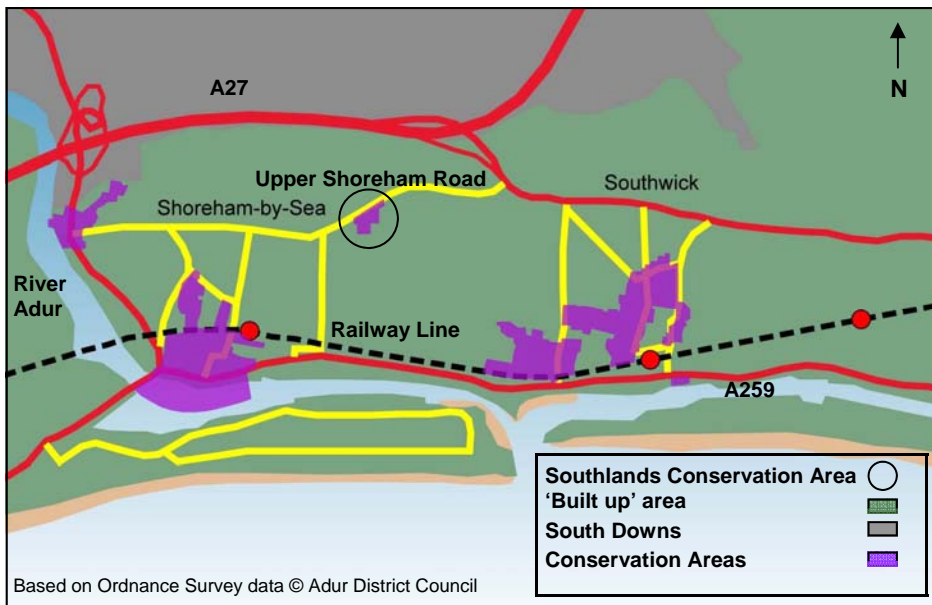 A27
N
Upper Shoreham Road
Southwick
Shoreham-by-Sea
River
Adur
Railway Line
A259
Southlands Conservation Area
‘Built up’ area
South Downs
Conservation Areas
Based on Ordnance Survey data © Adur District Council